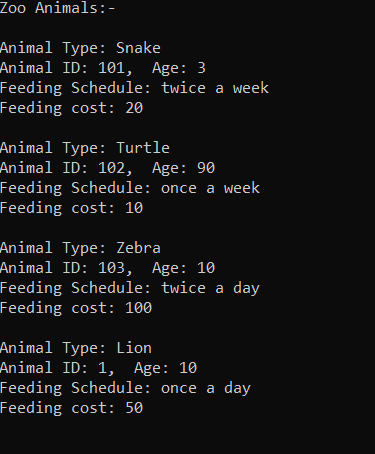 Zoo Animals:-
Animal Type: Snake
Animal ID: 101,  Age: 3
Feeding Schedule: twice a week
Feeding cost: 20
Animal Type: Turtle
Animal ID: 102,  Age: 90
Feeding Schedule: once a week
Feeding cost: 10
Animal Type: Zebra
Animal ID: 103,  Age: 10
Feeding Schedule: twice a day
Feeding cost: 100
Animal Type: Lion
Animal ID: 1,  Age: 10
Feeding Schedule: once a day
Feeding cost: 50